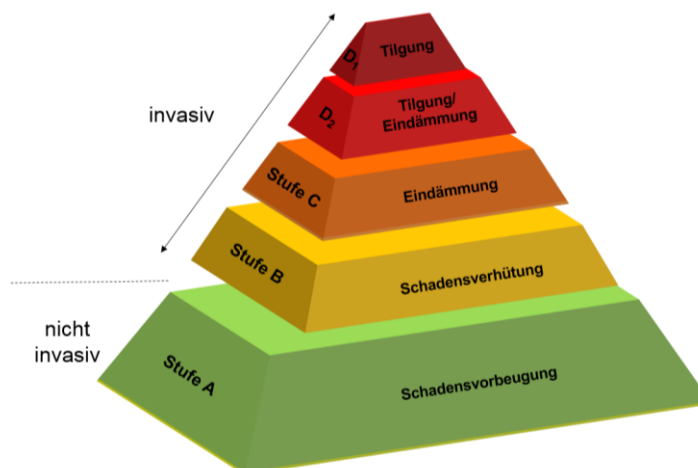 D₁
Tilgung
D₂
Tilgung/
Eindämmung
invasiv
Stufe C
Eindämmung
Stufe B
Schadensverhütung
nicht
invasiv
Stufe A
Schadensvorbeugung